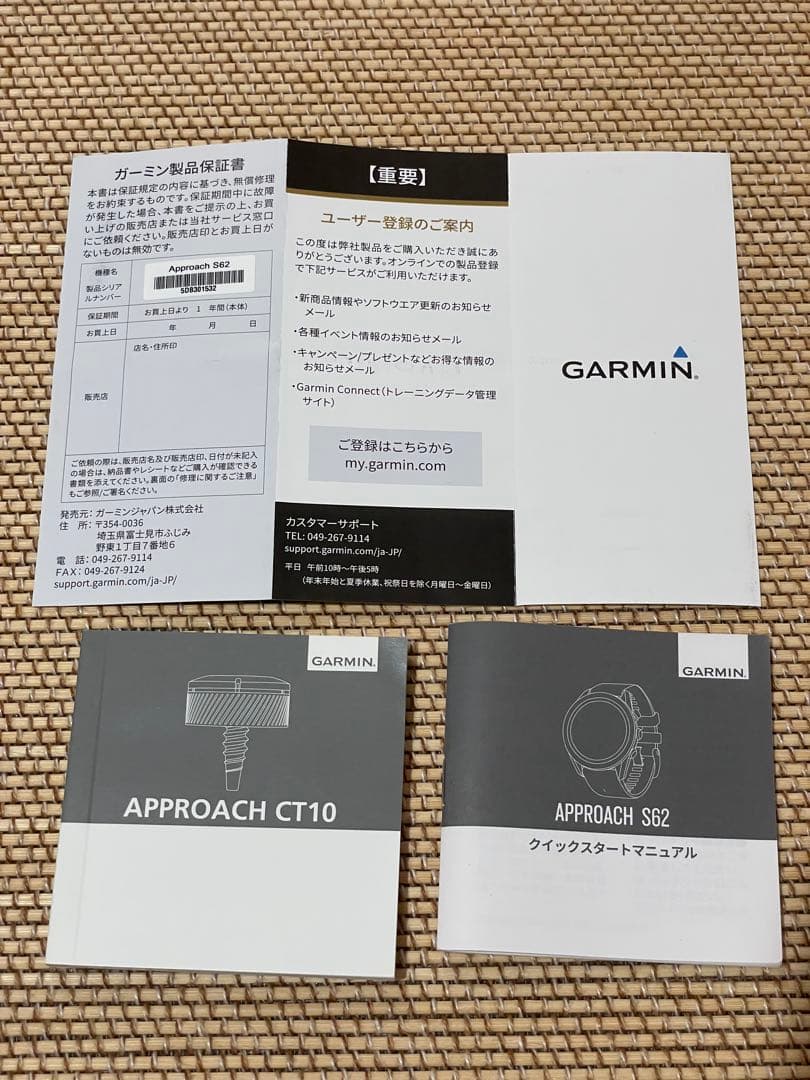 ガーミン製品保証書
本書は保証規定の内容に基づき、無償修理
をお約束するものです。保証期間中に故障
が発生した場合、本書をご提示の上、お買
い上げの販売店または当社サービス窓口
にご依頼ください。販売店印とお買上日が
ないものは無効です。
機種名
製品シリア
ルナンバー
Approach S62
5DB301532
保証期間
お買上日より 1 年間(本体)
お買上日
年 月 日
販売店
店名・住所印
ご依頼の際は、販売店名及び販売店印、日付が未記入
の場合は、納品書やレシートなどご購入が確認できる
書類を添えてください。裏面の「修理に関するご注意」
もご参照/ご署名ください。
発売元:ガーミンジャパン株式会社
住 所:〒354-0036
埼玉県富士見市ふじみ
野東1丁目7番地6
電 話:049-267-9114
FAX:049-267-9124
support.garmin.com/ja-JP/
【重要】
ユーザー登録のご案内
この度は弊社製品をご購入いただき誠にあ
りがとうございます。オンラインでの製品登録
で下記サービスがご利用いただけます。
・新商品情報やソフトウエア更新のお知らせ
メール
・各種イベント情報のお知らせメール
・キャンペーン/プレゼントなどお得な情報の
お知らせメール
・Garmin Connect(トレーニングデータ管理
サイト)
ご登録はこちらから
my.garmin.com
カスタマーサポート
TEL: 049-267-9114
support.garmin.com/ja-JP/
平日 午前10時〜午後5時
(年末年始と夏季休業、祝祭日を除く月曜日〜金曜日)
GARMIN®
GARMIN®
APPROACH CT10
GARMIN®
APPROACH S62
クイックスタートマニュアル